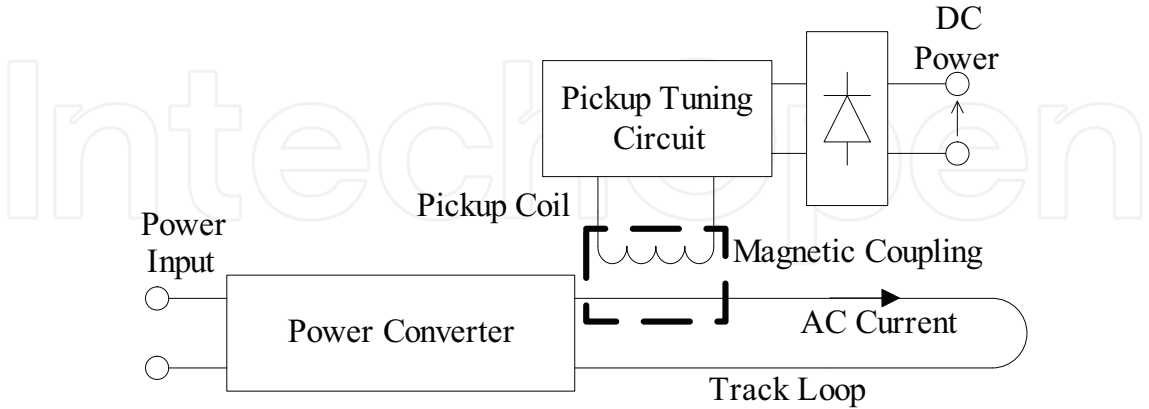 DC
Power
Pickup Tuning
Circuit
Pickup Coil
Power
Input
Magnetic Coupling
Power Converter
AC Current
Track Loop
IntechOpen